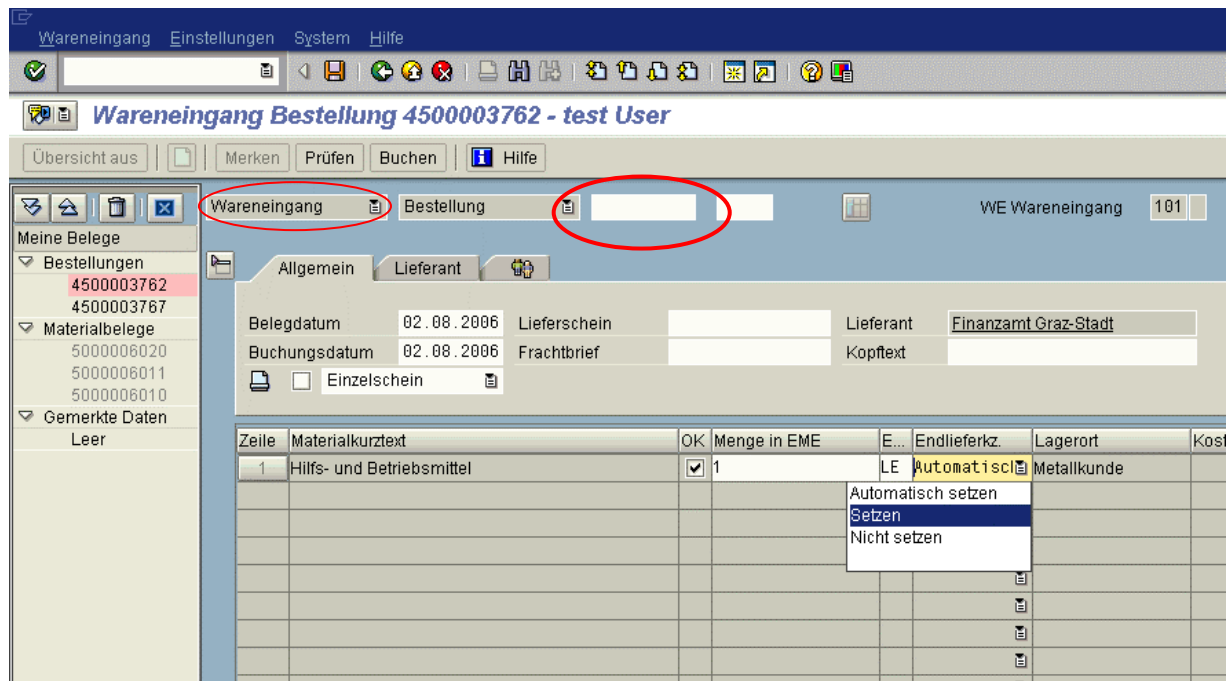 Wareneingang Einstellungen System Hilfe
Wareneingang Bestellung 4500003762 - test User
Übersicht aus Merken Prüfen Buchen Hilfe
Wareneingang Bestellung WE Wareneingang 101
Meine Belege
Bestellungen
4500003762
4500003767
Materialbelege
5000006020
5000006011
5000006010
Gemerkte Daten
Leer
Allgemein Lieferant
Belegdatum 02.08.2006 Lieferschein Lieferant Finanzamt Graz-Stadt
Buchungsdatum 02.08.2006 Frachtbrief Kopftext
Einzelschein
Zeile Materialkurztext OK Menge in EME E... Endlieferkz. Lagerort Kost
1 Hilfs- und Betriebsmittel 1 LE Automatisch Metallkunde
Automatisch setzen
Setzen
Nicht setzen